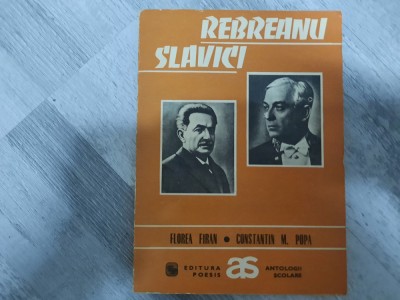 REBREANU
SLAVICI
FLOREA FIRAN • CONSTANTIN M. POPA
EDITURA
POESIS
as
ANTOLOGII
ȘCOLARE